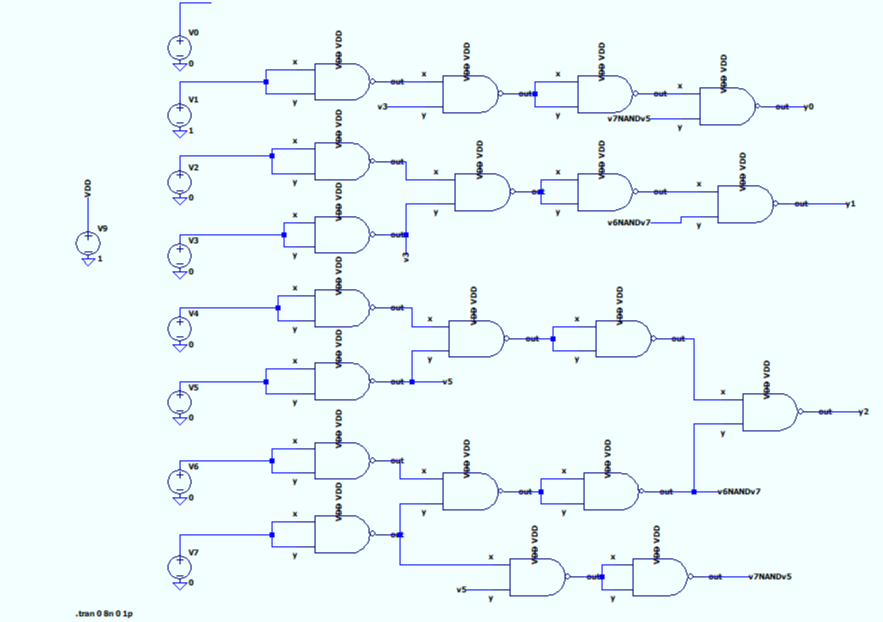 V0
0
V1
1
x
y
VDD VDD
out
v3
x
y
VDD VDD
out
x
y
VDD VDD
out
v7NANDv5
x
y
VDD VDD
out
y0
V2
0
x
y
VDD VDD
out
x
y
VDD VDD
out
x
y
VDD VDD
out
v6NANDv7
x
y
VDD VDD
out
y1
VDD
V9
1
V3
0
x
y
VDD VDD
out
v3
V4
0
x
y
VDD VDD
out
x
y
VDD VDD
out
x
y
VDD VDD
out
V5
0
x
y
VDD VDD
out
v5
x
y
VDD VDD
out
y2
V6
0
x
y
VDD VDD
out
x
y
VDD VDD
out
x
y
VDD VDD
out
v6NANDv7
V7
0
x
y
VDD VDD
out
v5
x
y
VDD VDD
out
x
y
VDD VDD
out
v7NANDv5
.tran 0 8n 0 1p